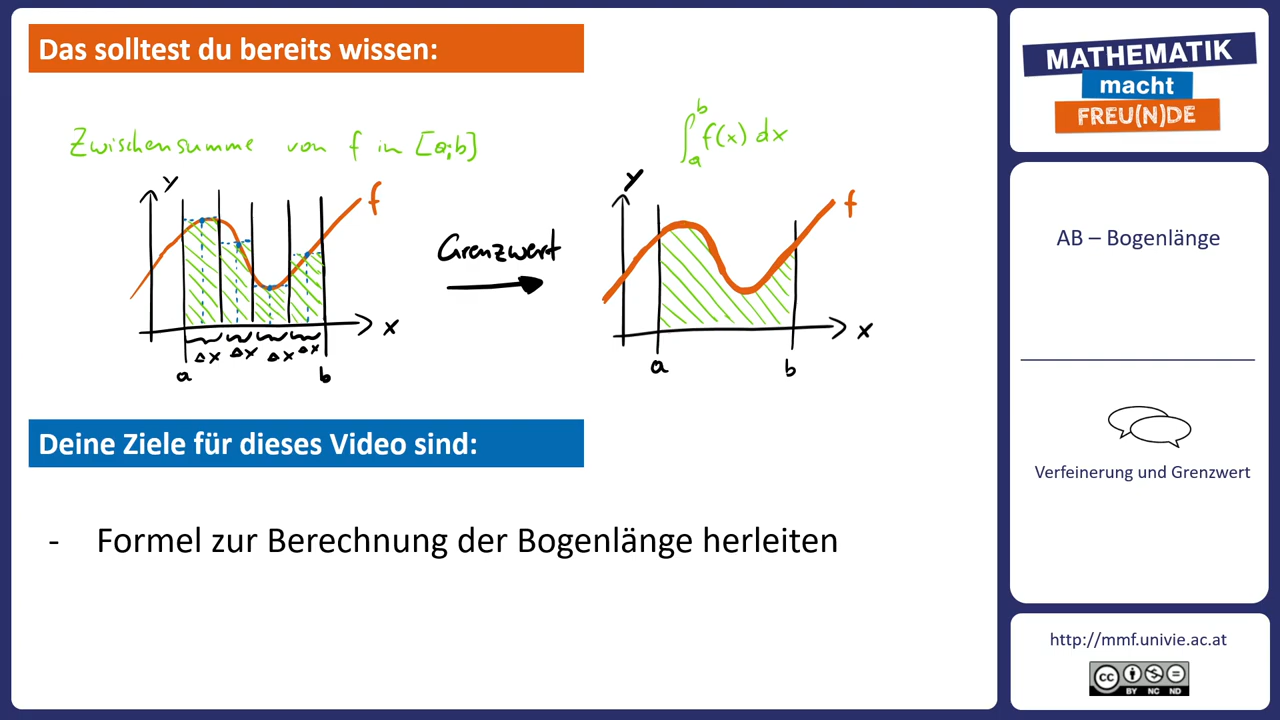 Das solltest du bereits wissen:
Zwischensumme von f in [a;b]
y
f
x
Δx Δx Δx Δx
a
b
Grenzwert
∫_a^b f(x) dx
y
f
x
a
b
Deine Ziele für dieses Video sind:
- Formel zur Berechnung der Bogenlänge herleiten
MATHEMATIK
macht
FREU(N)DE
AB – Bogenlänge
Verfeinerung und Grenzwert
http://mmf.univie.ac.at
cc
BY NC ND